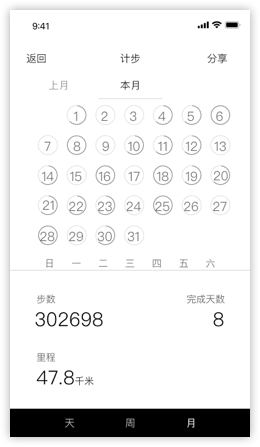 9:41
返回 计步 分享
上月 本月
1 2 3 4 5 6
7 8 9 10 11 12 13
14 15 16 17 18 19 20
21 22 23 24 25 26 27
28 29 30 31
日 一 二 三 四 五 六
步数 完成天数
302698 8
里程
47.8千米
天 周 月